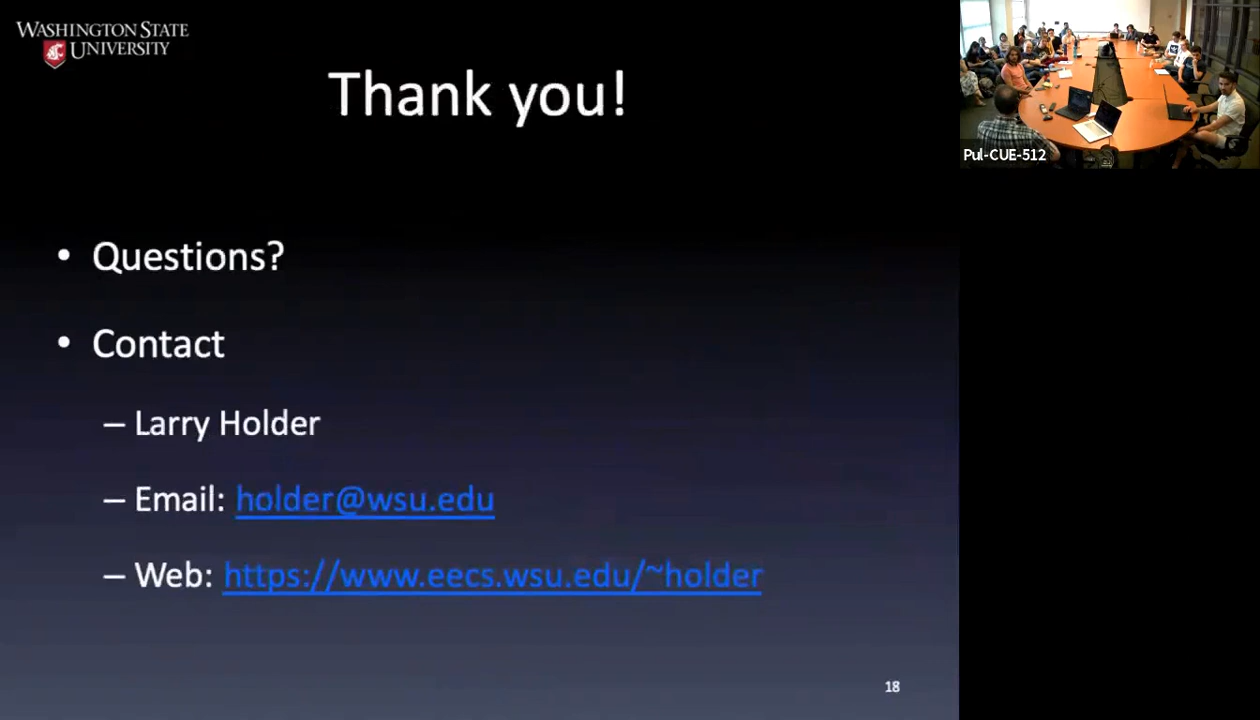 WASHINGTON STATE
UNIVERSITY
Thank you!
Pul-CUE-512
• Questions?
• Contact
– Larry Holder
– Email: holder@wsu.edu
– Web: https://www.eecs.wsu.edu/~holder
18